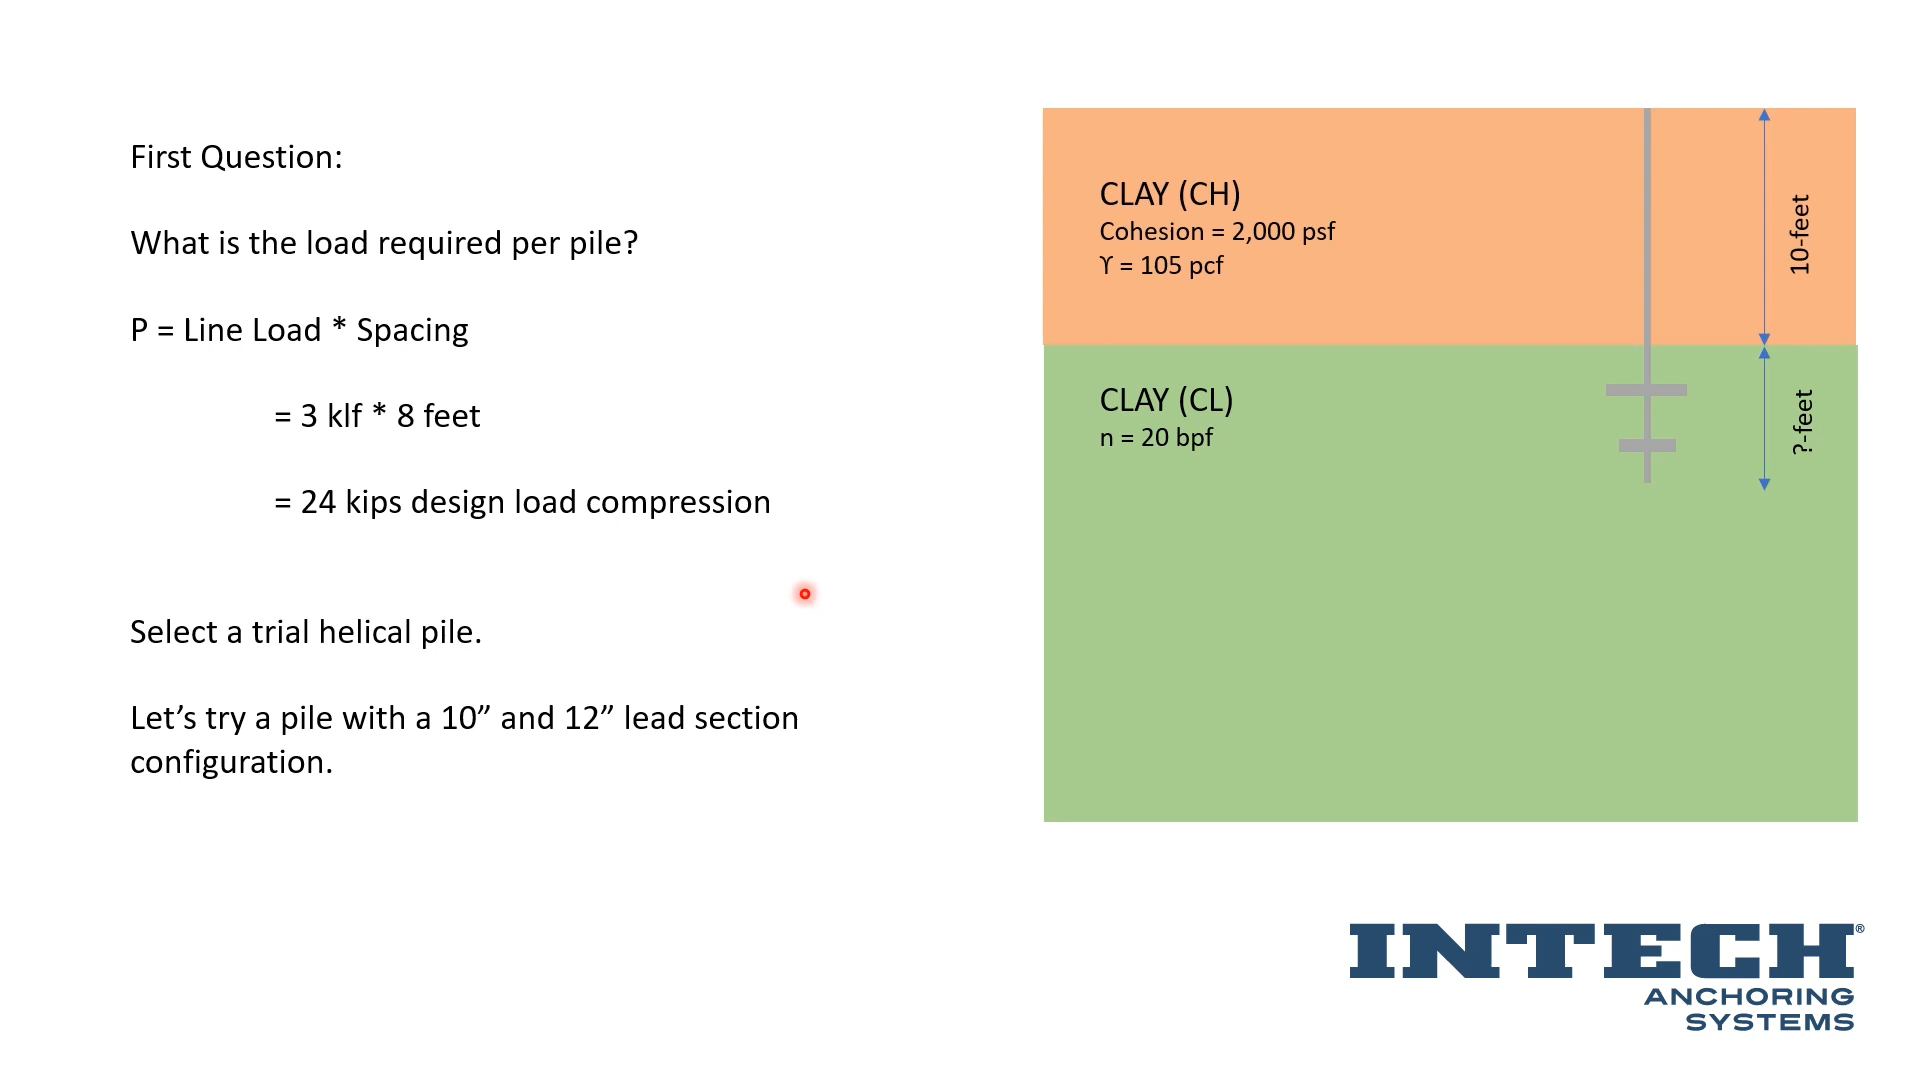 First Question:
What is the load required per pile?
P = Line Load * Spacing
= 3 klf * 8 feet
= 24 kips design load compression
Select a trial helical pile.
Let’s try a pile with a 10” and 12” lead section
configuration.
CLAY (CH)
Cohesion = 2,000 psf
ϒ = 105 pcf
10-feet
CLAY (CL)
n = 20 bpf
?-feet
INTECH®
ANCHORING
SYSTEMS